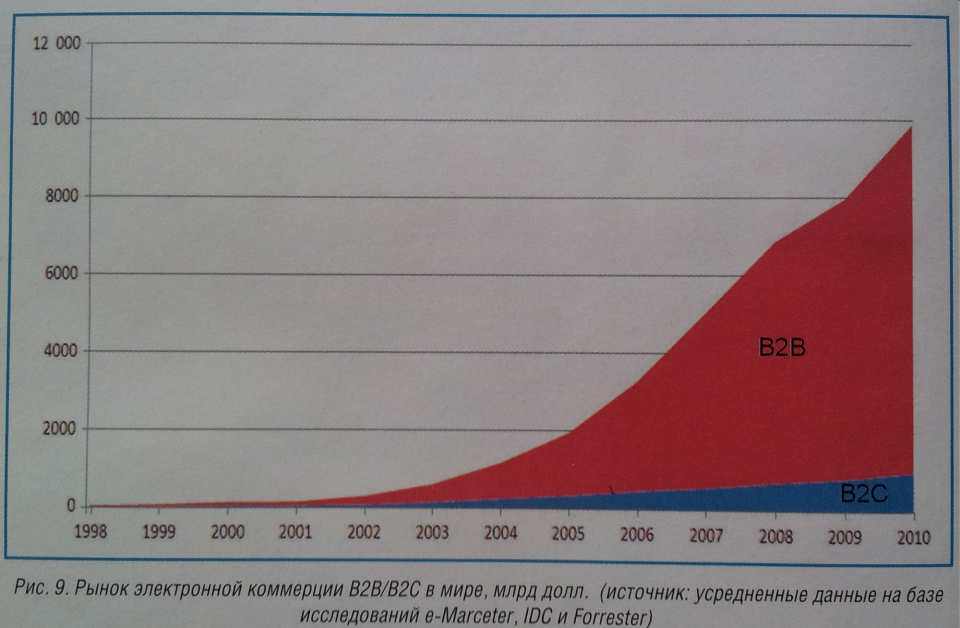 12 000
10 000
8000
6000
4000
2000
0
B2B
B2C
1998 1999 2000 2001 2002 2003 2004 2005 2006 2007 2008 2009 2010
Рис. 9. Рынок электронной коммерции B2B/B2C в мире, млрд долл. (источник: усредненные данные на базе
исследований e-Marceter, IDC и Forrester)